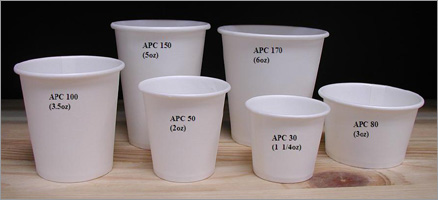 APC 150
(5oz)
APC 170
(6oz)
APC 100
(3.5oz)
APC 50
(2oz)
APC 30
(1 1/4oz)
APC 80
(3oz)